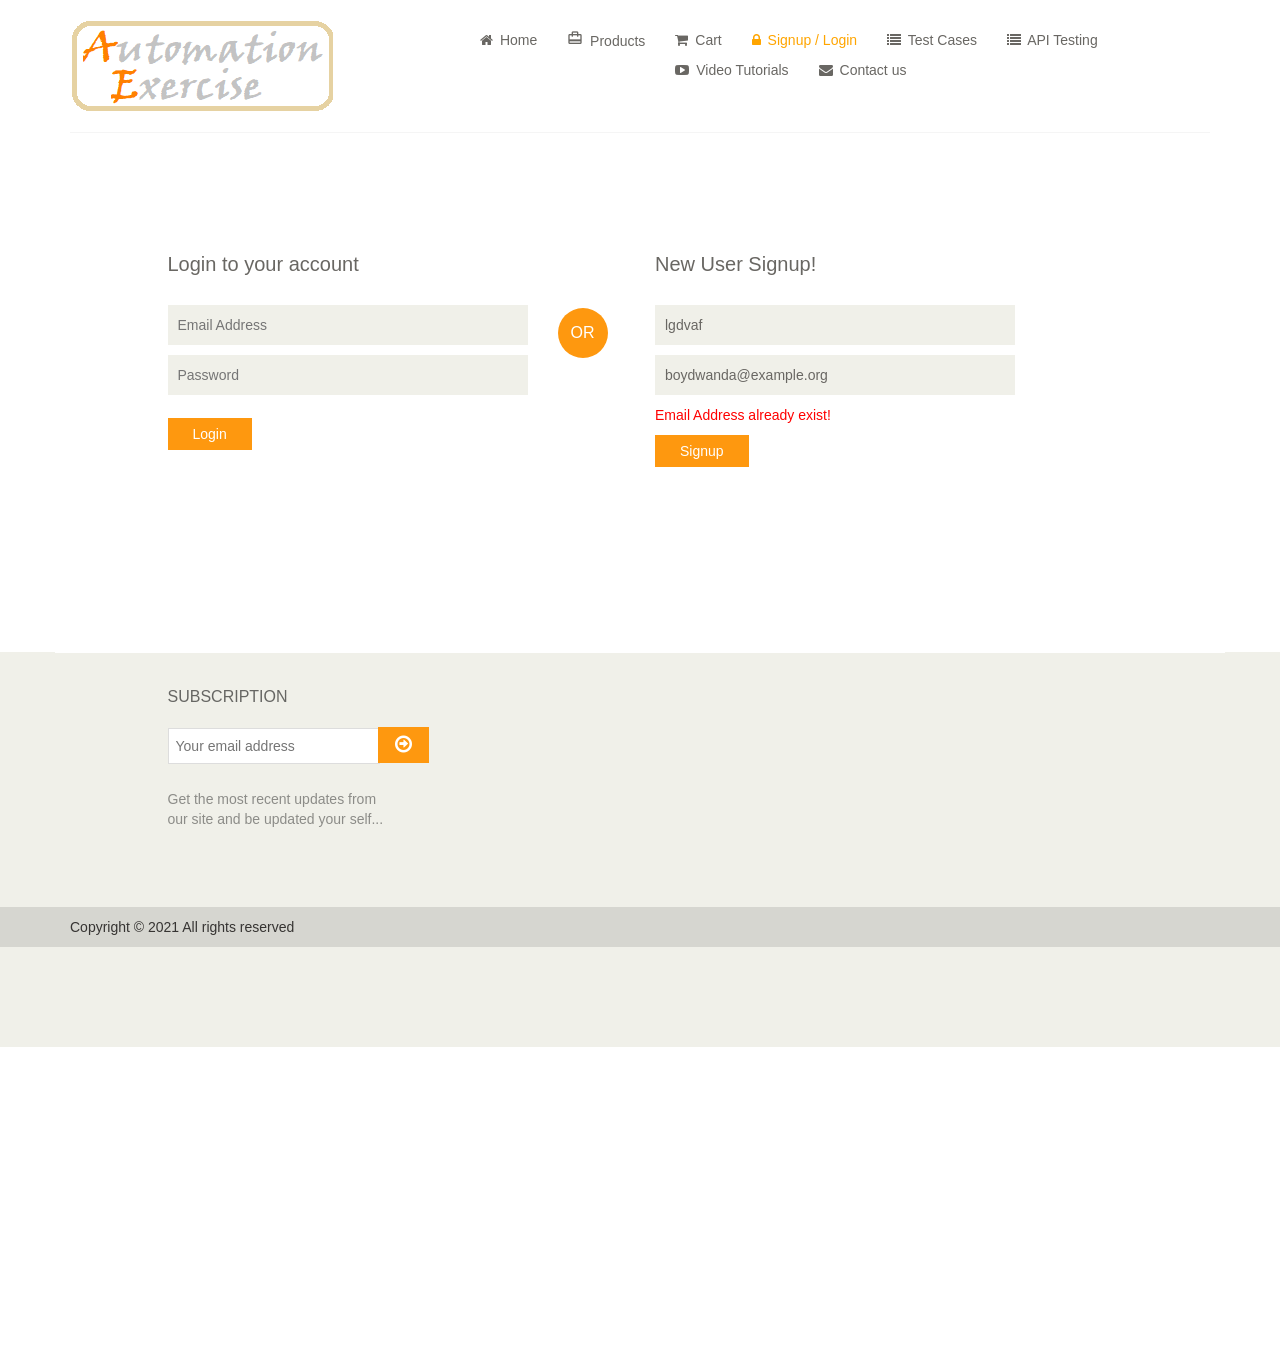 Automation
Exercise
Home Products Cart Signup / Login Test Cases API Testing
Video Tutorials Contact us
Login to your account
Email Address
Password
Login
OR
New User Signup!
lgdvaf
boydwanda@example.org
Email Address already exist!
Signup
SUBSCRIPTION
Your email address
Get the most recent updates from
our site and be updated your self...
Copyright © 2021 All rights reserved